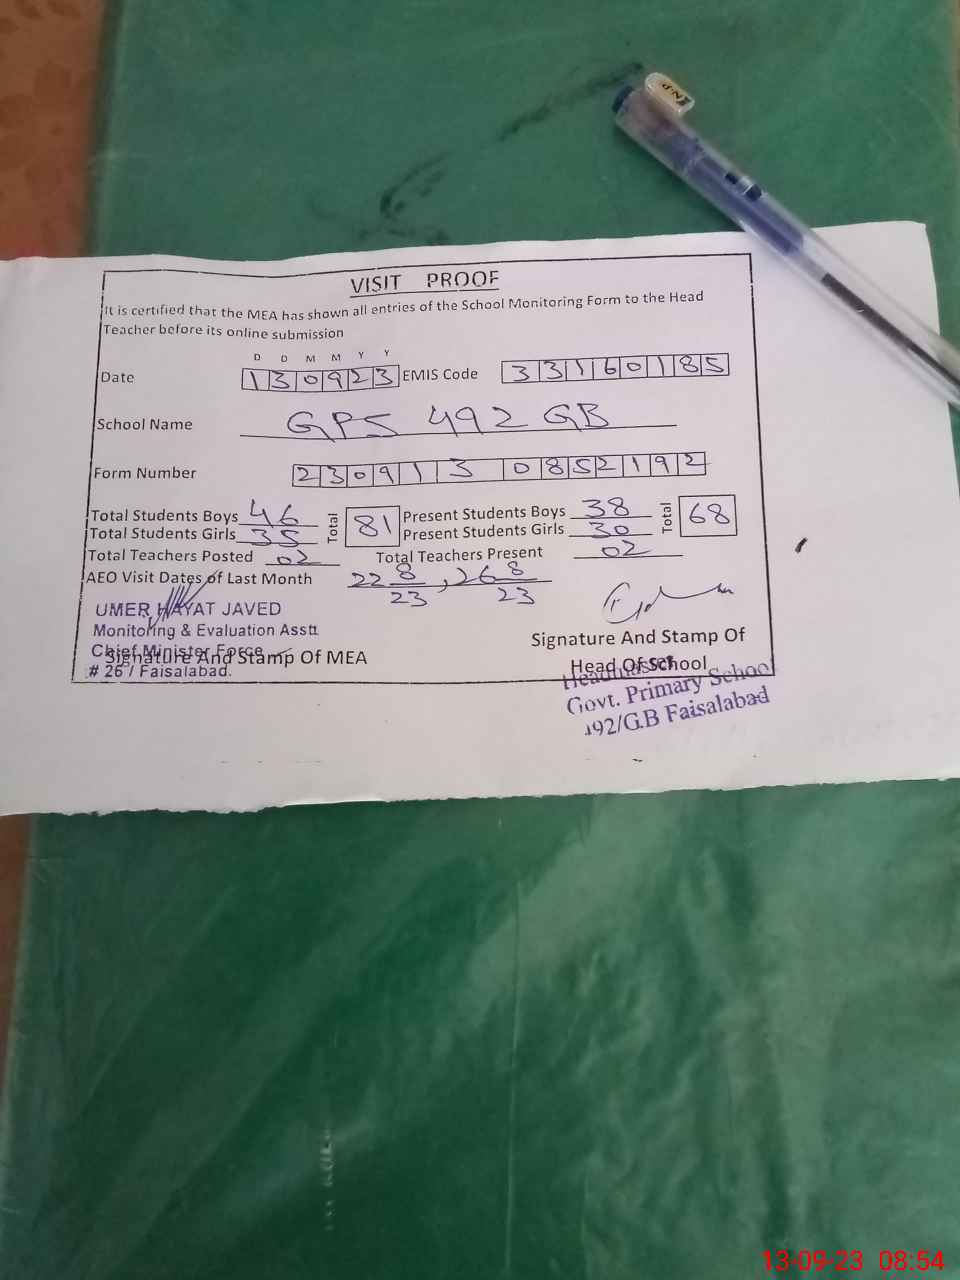 VISIT PROOF
It is certified that the MEA has shown all entries of the School Monitoring Form to the Head
Teacher before its online submission
D D M M Y Y
Date 130923 EMIS Code 33160185
School Name GPS 492 GB
Form Number 230913 0852192
Total Students Boys 46 Total 81 Present Students Boys 38 Total 68
Total Students Girls 35 Present Students Girls 30
Total Teachers Posted 02 Total Teachers Present 02
AEO Visit Dates of Last Month 22 8/23, 26 8/23
UMER HAYAT JAVED
Monitoring & Evaluation Asstt
Chief Minister Force
Signature And Stamp Of MEA
# 26 / Faisalabad.
Signature And Stamp Of
Head Of School
Headmaster
Govt. Primary School
492/G.B Faisalabad
13-09-23 08:54